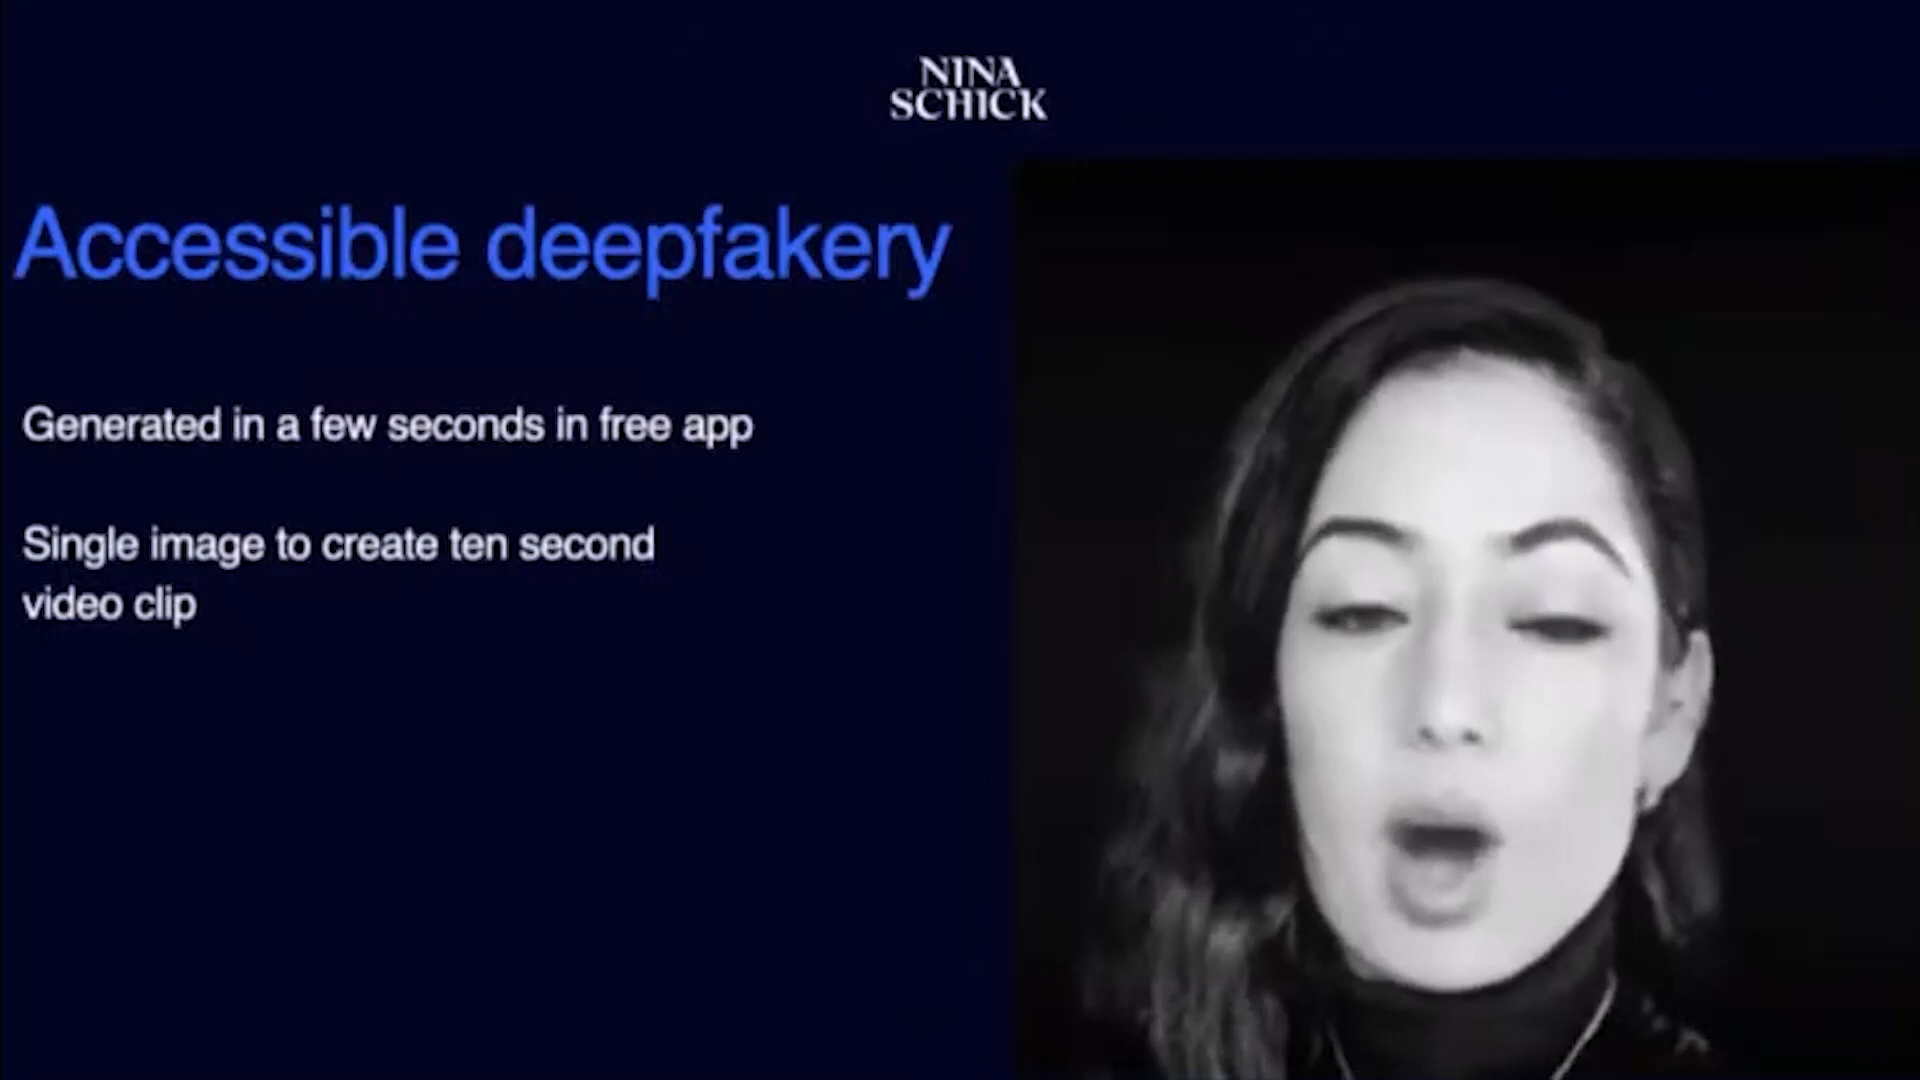 NINA
SCHICK
Accessible deepfakery
Generated in a few seconds in free app
Single image to create ten second
video clip